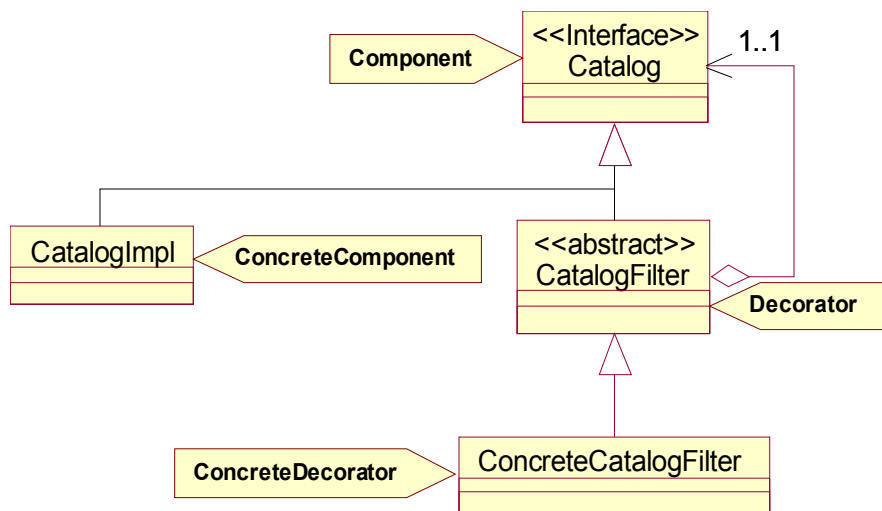 <<Interface>>
Catalog
1..1
Component
CatalogImpl
ConcreteComponent
<<abstract>>
CatalogFilter
Decorator
ConcreteDecorator
ConcreteCatalogFilter